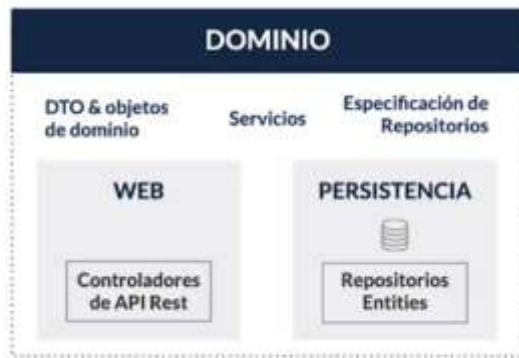 DOMINIO
DTO & objetos
de dominio
Servicios
Especificación de
Repositorios
WEB
Controladores
de API Rest
PERSISTENCIA
Repositorios
Entities